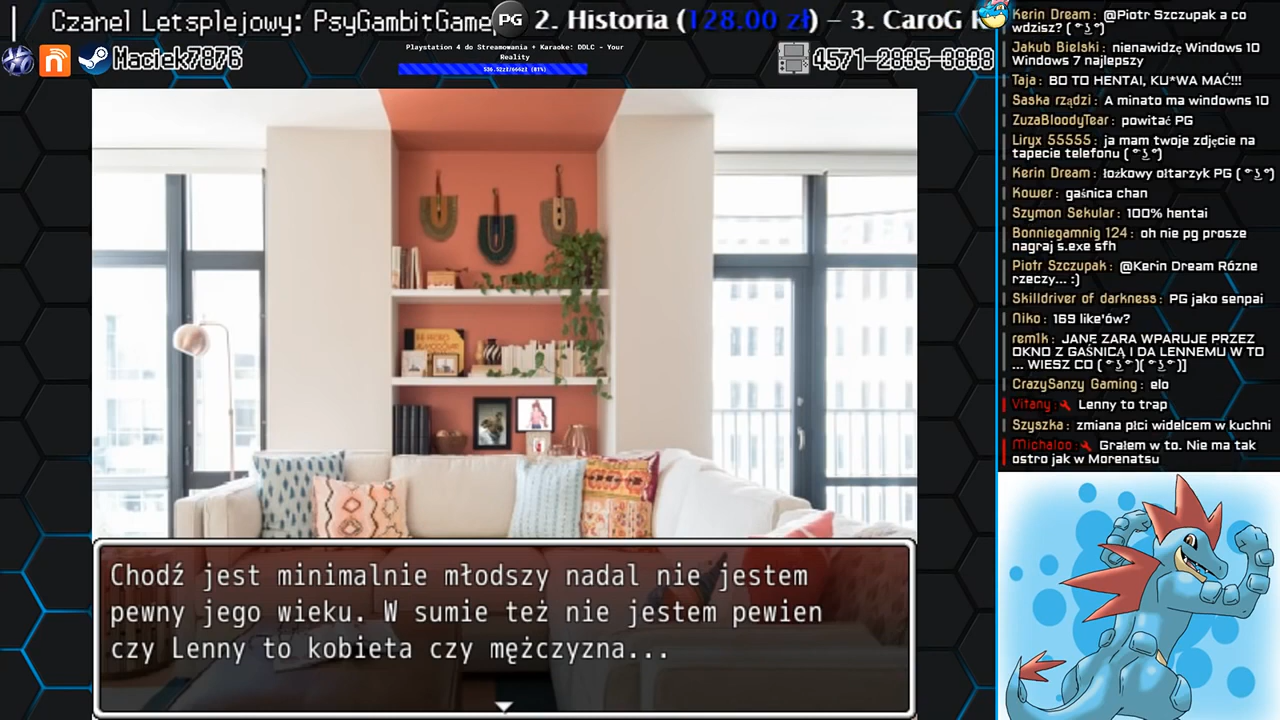 | Czanel Letsplejowy: PsyGambitGame
PG
2. Historia (128.00 zł) – 3. CaroG
Maciek7876
Playstation 4 do Streamowania + Karaoke: DDLC - Your
Reality
4571-2835-3838
Chodź jest minimalnie młodszy nadal nie jestem
pewny jego wieku. W sumie też nie jestem pewien
czy Lenny to kobieta czy mężczyzna...
Kerin Dream: @Piotr Szczupak a co
wdzisz? ( ͡° ͜ʖ ͡°)
Jakub Bielski: nienawidzę Windows 10
Windows 7 najlepszy
Taja: BO TO HENTAI, KU*WA MAĆ!!!
Saska rządzi: A minato ma windowns 10
ZuzaBloodyTear: powitać PG
Liryx 55555: ja mam twoje zdjęcie na
tapecie telefonu ( ͡° ͜ʖ ͡°)
Kerin Dream: łożkowy ołtarzyk PG ( ͡° ͜ʖ ͡°)
Kower: gaśnica chan
Szymon Sekular: 100% hentai
Bonniegamnig 124: oh nie pg prosze
nagraj s.exe sfh
Piotr Szczupak: @Kerin Dream Rózne
rzeczy... :)
Skilldriver of darkness: PG jako senpai
Niko: 169 like'ów?
rem1k: JANE ZARA WPARUJE PRZEZ
OKNO Z GAŚNICĄ I DA LENNEMU W TO
... WIESZ CO ( ͡° ͜ʖ ͡°)( ͡° ͜ʖ ͡°)]
CrazySanzy Gaming: elo
Vitany: Lenny to trap
Szyszka: zmiana płci widelcem w kuchni
Michaloo: Grałem w to. Nie ma tak
ostro jak w Morenatsu